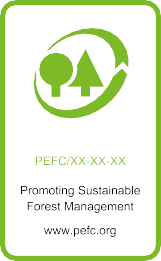 PEFC/XX-XX-XX
Promoting Sustainable
Forest Management
www.pefc.org